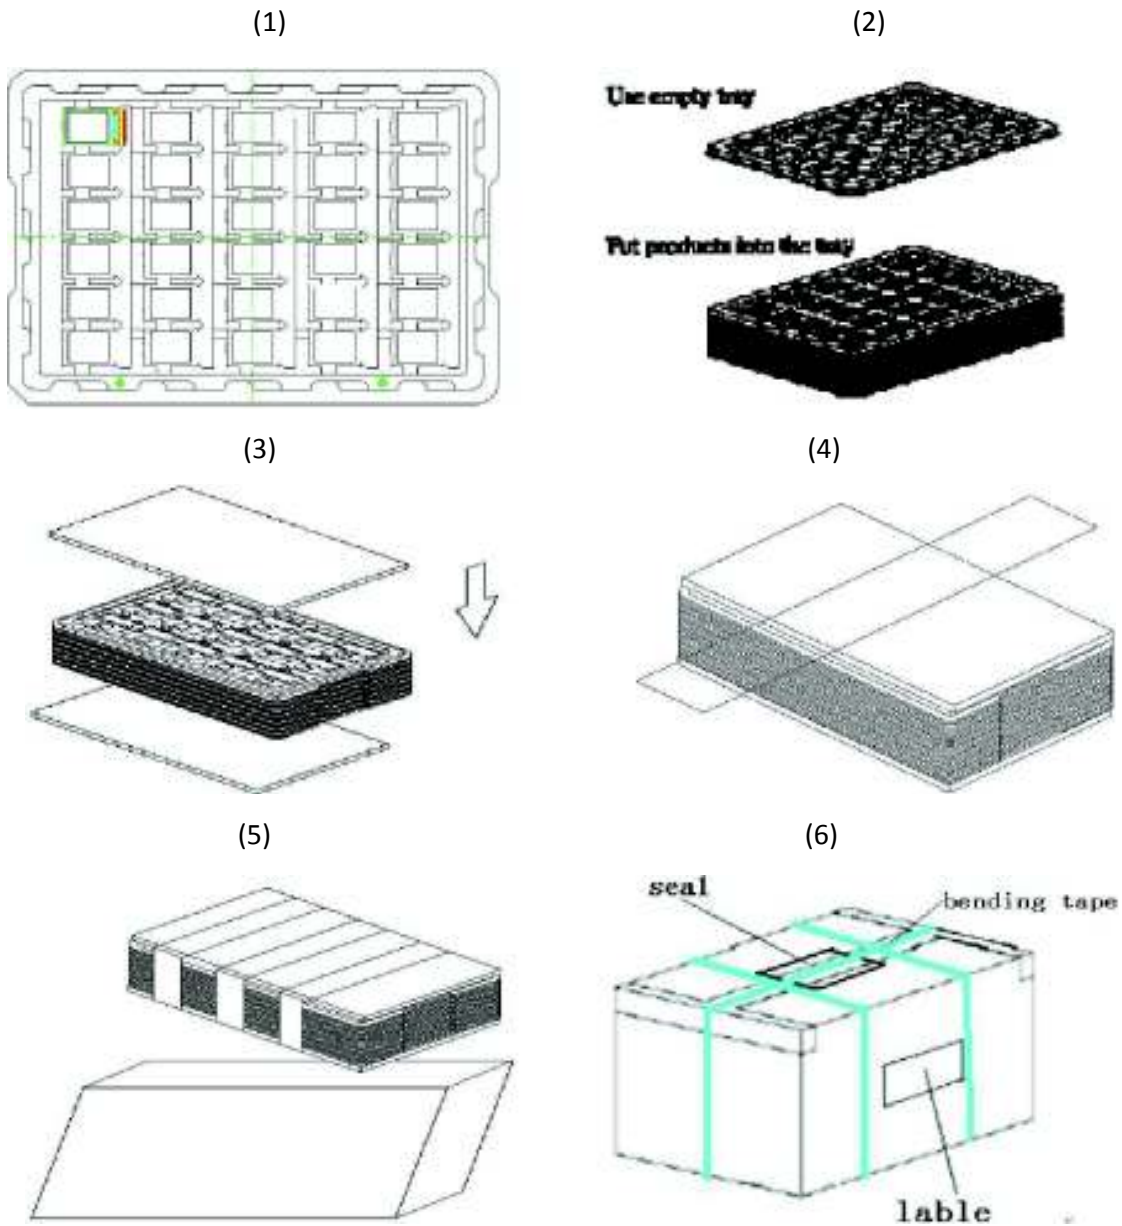 (1)
(2)
Use empty tray
Put products into the tray
(3)
(4)
(5)
(6)
seal
bending tape
lable